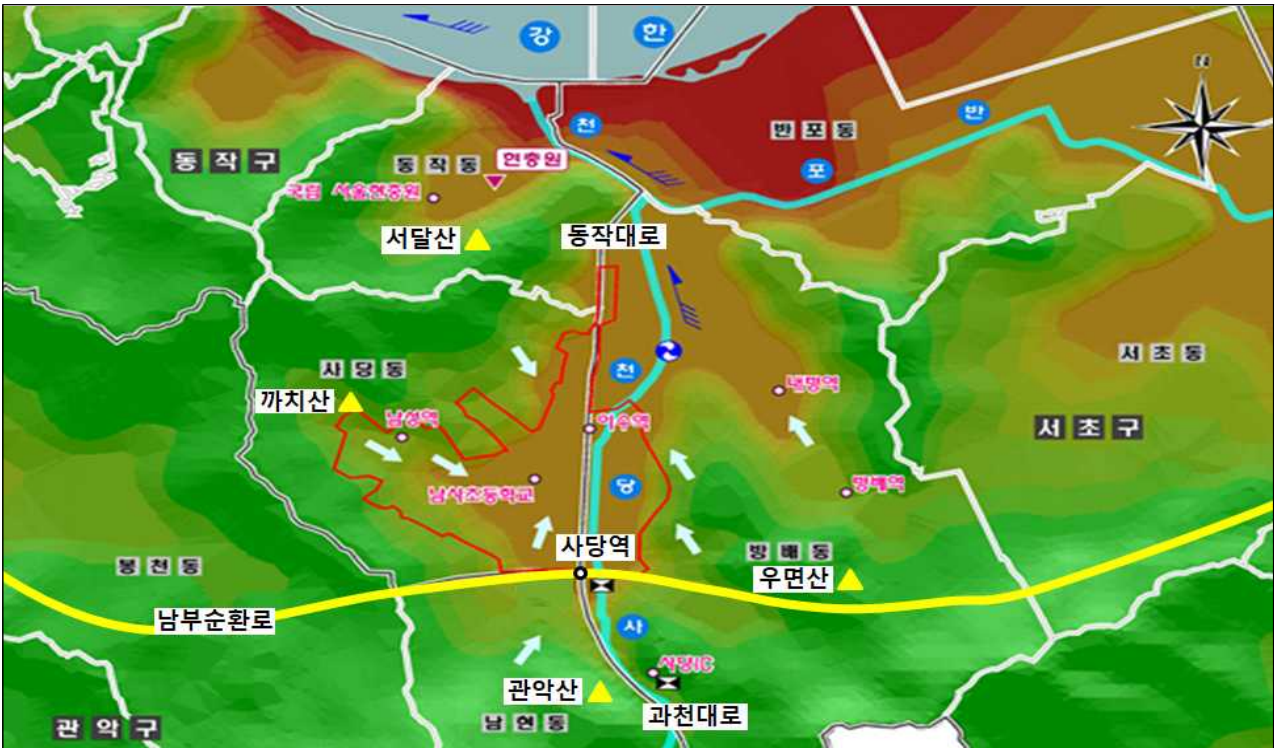 강
한
천
반포동
반
동작구
동작동
현충원
포
국립 서울현충원
서달산
동작대로
사당동
천
서초동
까치산
내방역
남성역
이수역
서초구
남사초등학교
당
방배역
사당역
방배동
봉천동
우면산
남부순환로
사
사당IC
관악산
관악구
남현동
과천대로